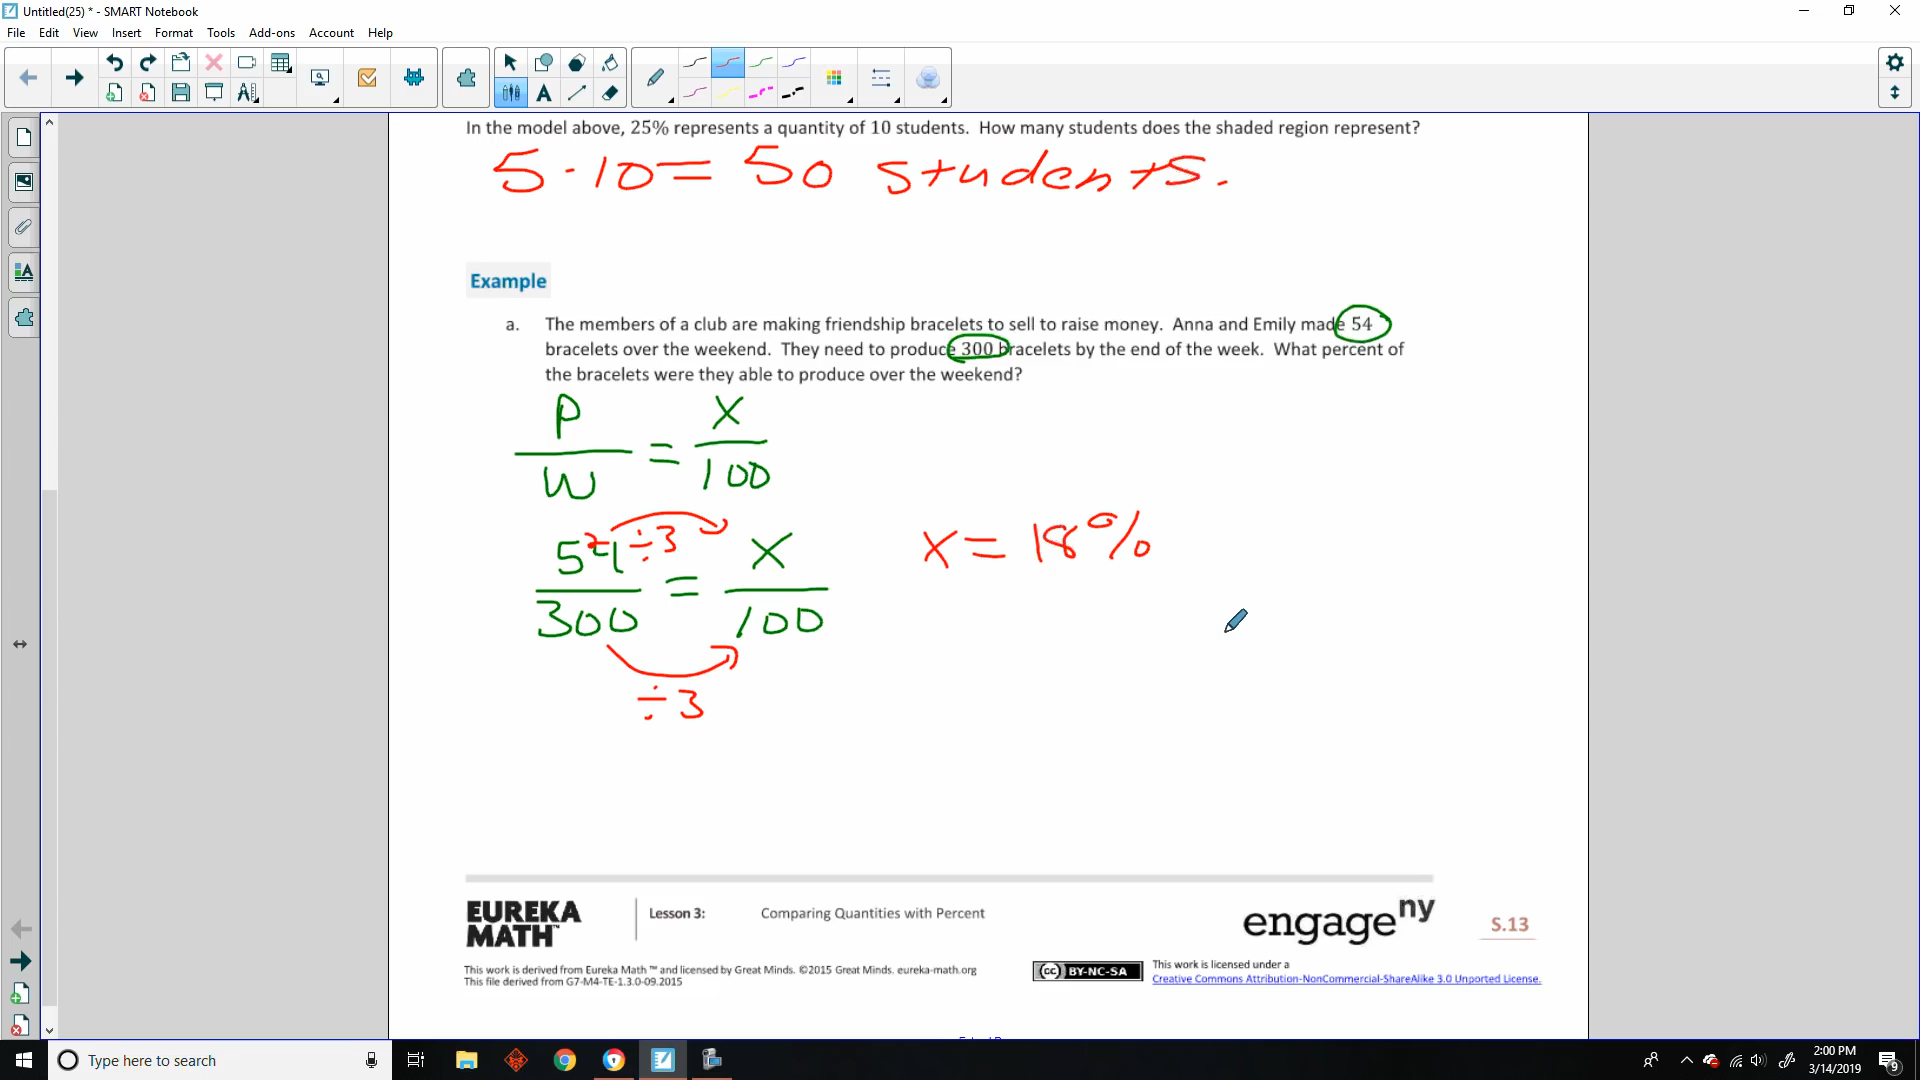 Untitled(25) * - SMART Notebook
File Edit View Insert Format Tools Add-ons Account Help
In the model above, 25% represents a quantity of 10 students. How many students does the shaded region represent?
5 · 10 = 50 students.
Example
a. The members of a club are making friendship bracelets to sell to raise money. Anna and Emily made 54
bracelets over the weekend. They need to produce 300 bracelets by the end of the week. What percent of
the bracelets were they able to produce over the weekend?
P X
=
W 100
54 ÷3 X
= x = 18%
300 100
÷3
EUREKA
MATH™
Lesson 3: Comparing Quantities with Percent
engageny
S.13
This work is derived from Eureka Math ™ and licensed by Great Minds. ©2015 Great Minds. eureka-math.org
This file derived from G7-M4-TE-1.3.0-09.2015
(cc) BY-NC-SA
This work is licensed under a
Creative Commons Attribution-NonCommercial-ShareAlike 3.0 Unported License.
Type here to search
2:00 PM
3/14/2019
9